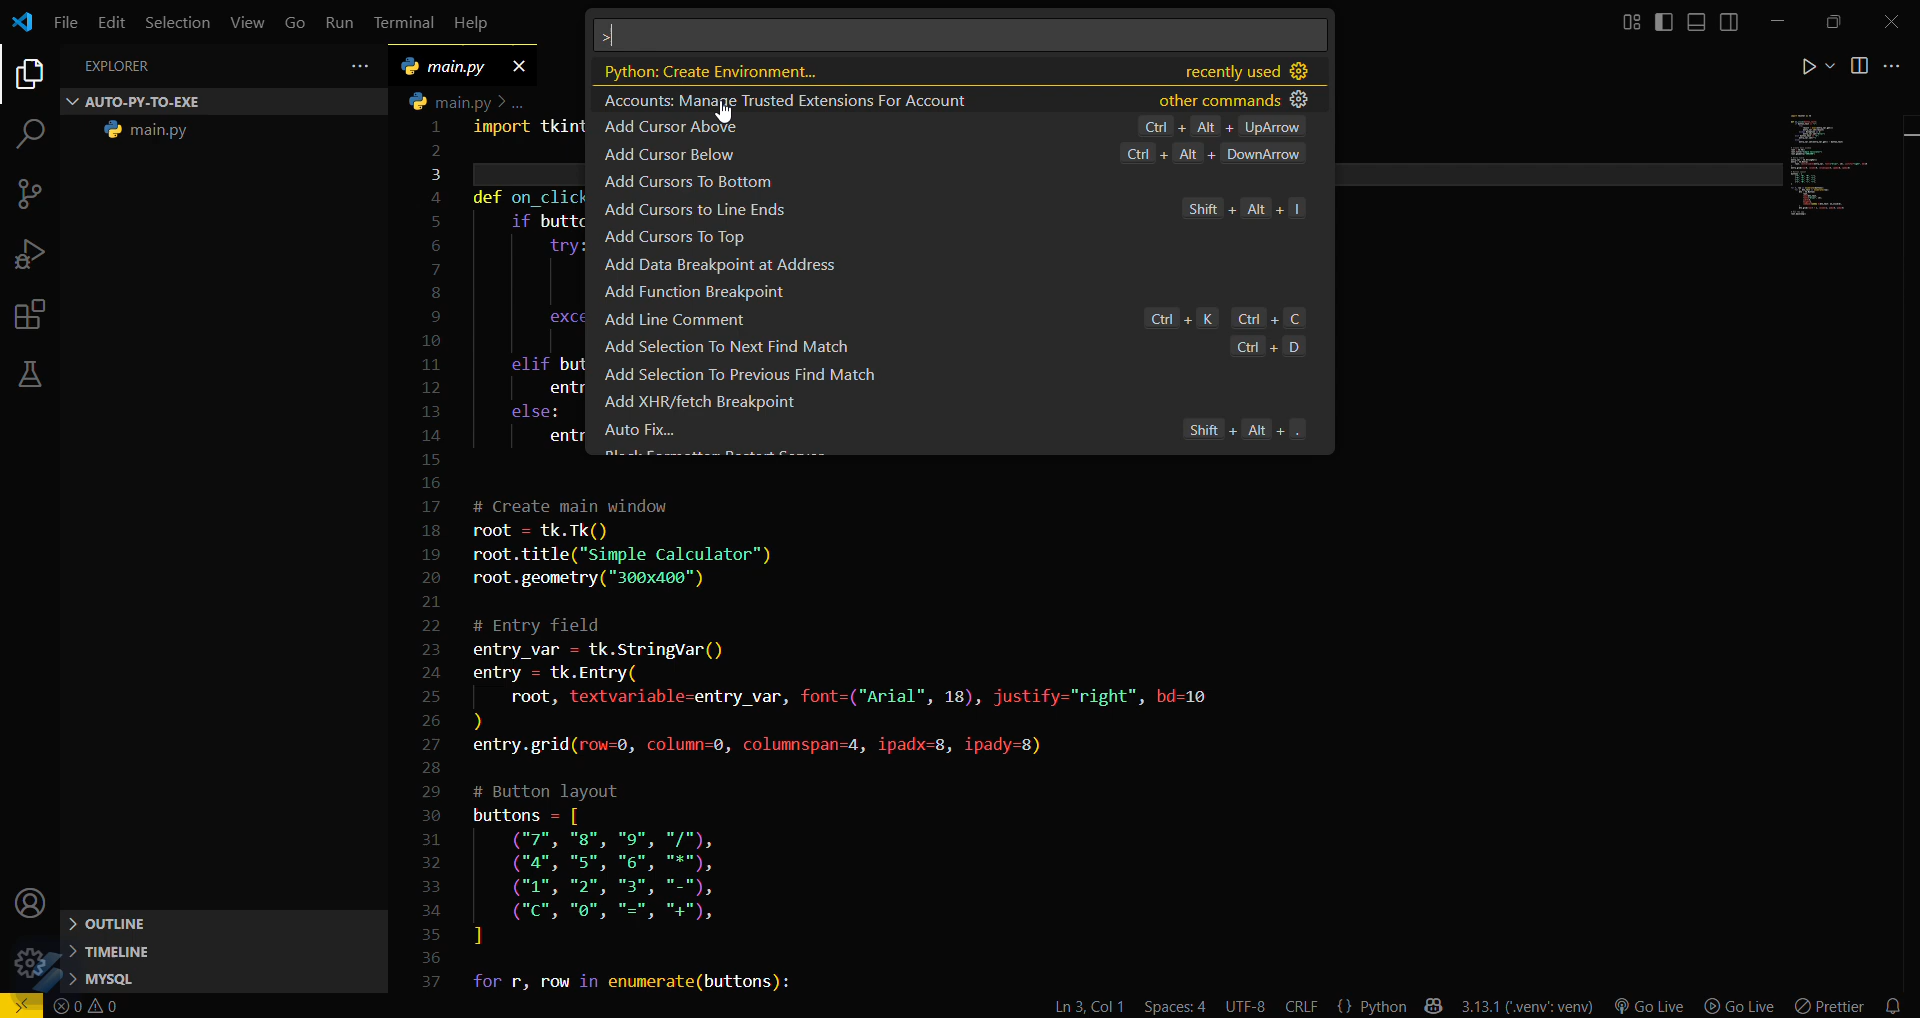 File Edit Selection View Go Run Terminal Help
>
EXPLORER
AUTO-PY-TO-EXE
main.py
OUTLINE
TIMELINE
MYSQL
main.py
main.py > ...
Python: Create Environment... recently used
Accounts: Manage Trusted Extensions For Account other commands
Add Cursor Above Ctrl + Alt + UpArrow
Add Cursor Below Ctrl + Alt + DownArrow
Add Cursors To Bottom
Add Cursors to Line Ends Shift + Alt + I
Add Cursors To Top
Add Data Breakpoint at Address
Add Function Breakpoint
Add Line Comment Ctrl + K Ctrl + C
Add Selection To Next Find Match Ctrl + D
Add Selection To Previous Find Match
Add XHR/fetch Breakpoint
Auto Fix... Shift + Alt + .
1 import tkint
2
3
4 def on_click
5 if butto
6 try:
7
8
9 exce
10
11 elif but
12 entr
13 else:
14 entr
15
16
17 # Create main window
18 root = tk.Tk()
19 root.title("Simple Calculator")
20 root.geometry("300x400")
21
22 # Entry field
23 entry_var = tk.StringVar()
24 entry = tk.Entry(
25 root, textvariable=entry_var, font=("Arial", 18), justify="right", bd=10
26 )
27 entry.grid(row=0, column=0, columnspan=4, ipadx=8, ipady=8)
28
29 # Button layout
30 buttons = [
31 ("7", "8", "9", "/"),
32 ("4", "5", "6", "*"),
33 ("1", "2", "3", "-"),
34 ("C", "0", "=", "+"),
35 ]
36
37 for r, row in enumerate(buttons):
0 0 Ln 3, Col 1 Spaces: 4 UTF-8 CRLF {} Python 3.13.1 ('.venv': venv) Go Live Go Live Prettier